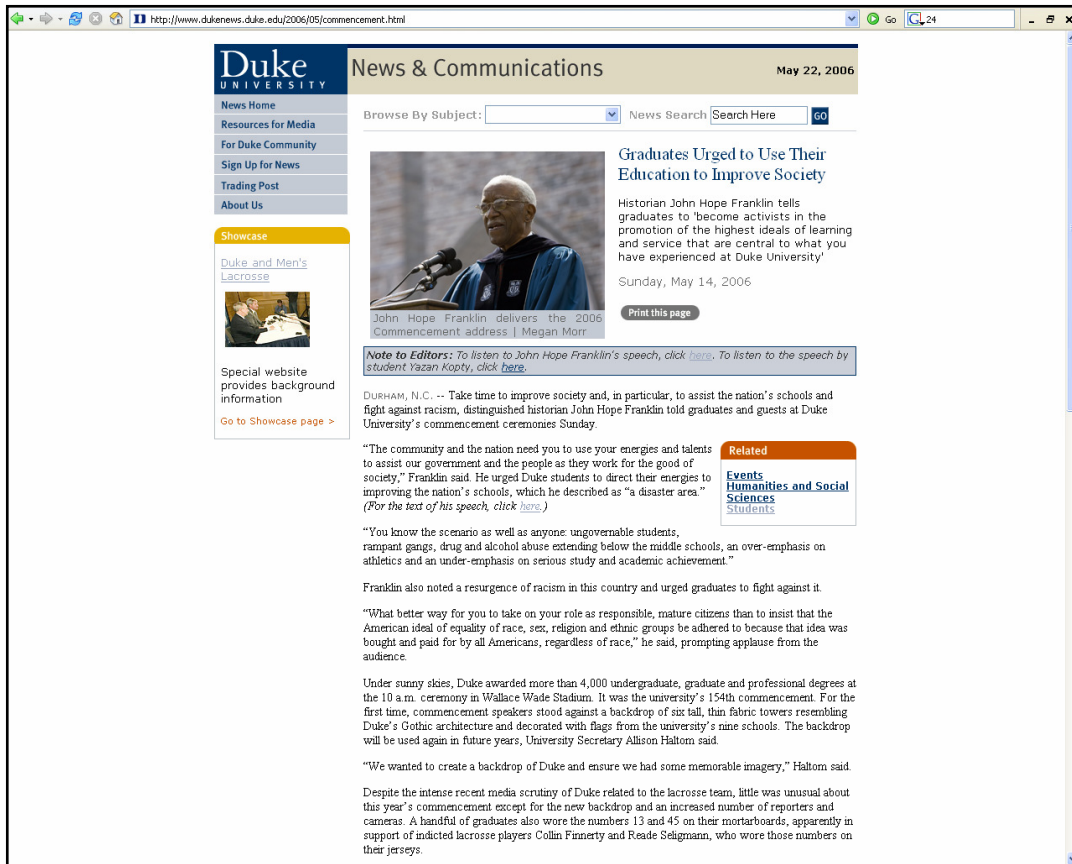 http://www.dukenews.duke.edu/2006/05/commencement.html
Go
24
Duke
UNIVERSITY
News & Communications
May 22, 2006
News Home
Resources for Media
For Duke Community
Sign Up for News
Trading Post
About Us
Browse By Subject:
News Search
Search Here
GO
Showcase
Duke and Men's
Lacrosse
Special website
provides background
information
Go to Showcase page >
John Hope Franklin delivers the 2006
Commencement address | Megan Morr
Graduates Urged to Use Their
Education to Improve Society
Historian John Hope Franklin tells
graduates to 'become activists in the
promotion of the highest ideals of learning
and service that are central to what you
have experienced at Duke University'
Sunday, May 14, 2006
Print this page
Note to Editors: To listen to John Hope Franklin's speech, click here. To listen to the speech by
student Yazan Kopty, click here.
DURHAM, N.C. -- Take time to improve society and, in particular, to assist the nation's schools and
fight against racism, distinguished historian John Hope Franklin told graduates and guests at Duke
University's commencement ceremonies Sunday.
“The community and the nation need you to use your energies and talents
to assist our government and the people as they work for the good of
society,” Franklin said. He urged Duke students to direct their energies to
improving the nation's schools, which he described as “a disaster area.”
(For the text of his speech, click here.)
Related
Events
Humanities and Social
Sciences
Students
“You know the scenario as well as anyone: ungovernable students,
rampant gangs, drug and alcohol abuse extending below the middle schools, an over-emphasis on
athletics and an under-emphasis on serious study and academic achievement.”
Franklin also noted a resurgence of racism in this country and urged graduates to fight against it.
“What better way for you to take on your role as responsible, mature citizens than to insist that the
American ideal of equality of race, sex, religion and ethnic groups be adhered to because that idea was
bought and paid for by all Americans, regardless of race,” he said, prompting applause from the
audience.
Under sunny skies, Duke awarded more than 4,000 undergraduate, graduate and professional degrees at
the 10 a.m. ceremony in Wallace Wade Stadium. It was the university's 154th commencement. For the
first time, commencement speakers stood against a backdrop of six tall, thin fabric towers resembling
Duke's Gothic architecture and decorated with flags from the university's nine schools. The backdrop
will be used again in future years, University Secretary Allison Haltom said.
“We wanted to create a backdrop of Duke and ensure we had some memorable imagery,” Haltom said.
Despite the intense recent media scrutiny of Duke related to the lacrosse team, little was unusual about
this year's commencement except for the new backdrop and an increased number of reporters and
cameras. A handful of graduates also wore the numbers 13 and 45 on their mortarboards, apparently in
support of indicted lacrosse players Collin Finnerty and Reade Seligmann, who wore those numbers on
their jerseys.